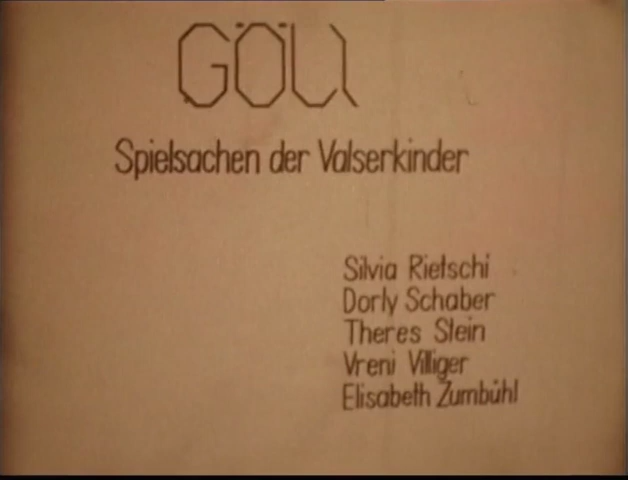 GÖLI
Spielsachen der Valserkinder
Silvia Rietschi
Dorly Schaber
Theres Stein
Vreni Villiger
Elisabeth Zumbühl